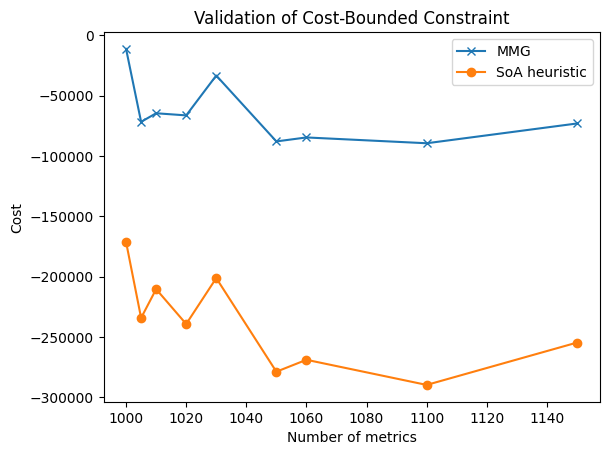 Validation of Cost-Bounded Constraint
MMG
SoA heuristic
0
−50000
−100000
−150000
−200000
−250000
−300000
Cost
1000 1020 1040 1060 1080 1100 1120 1140
Number of metrics